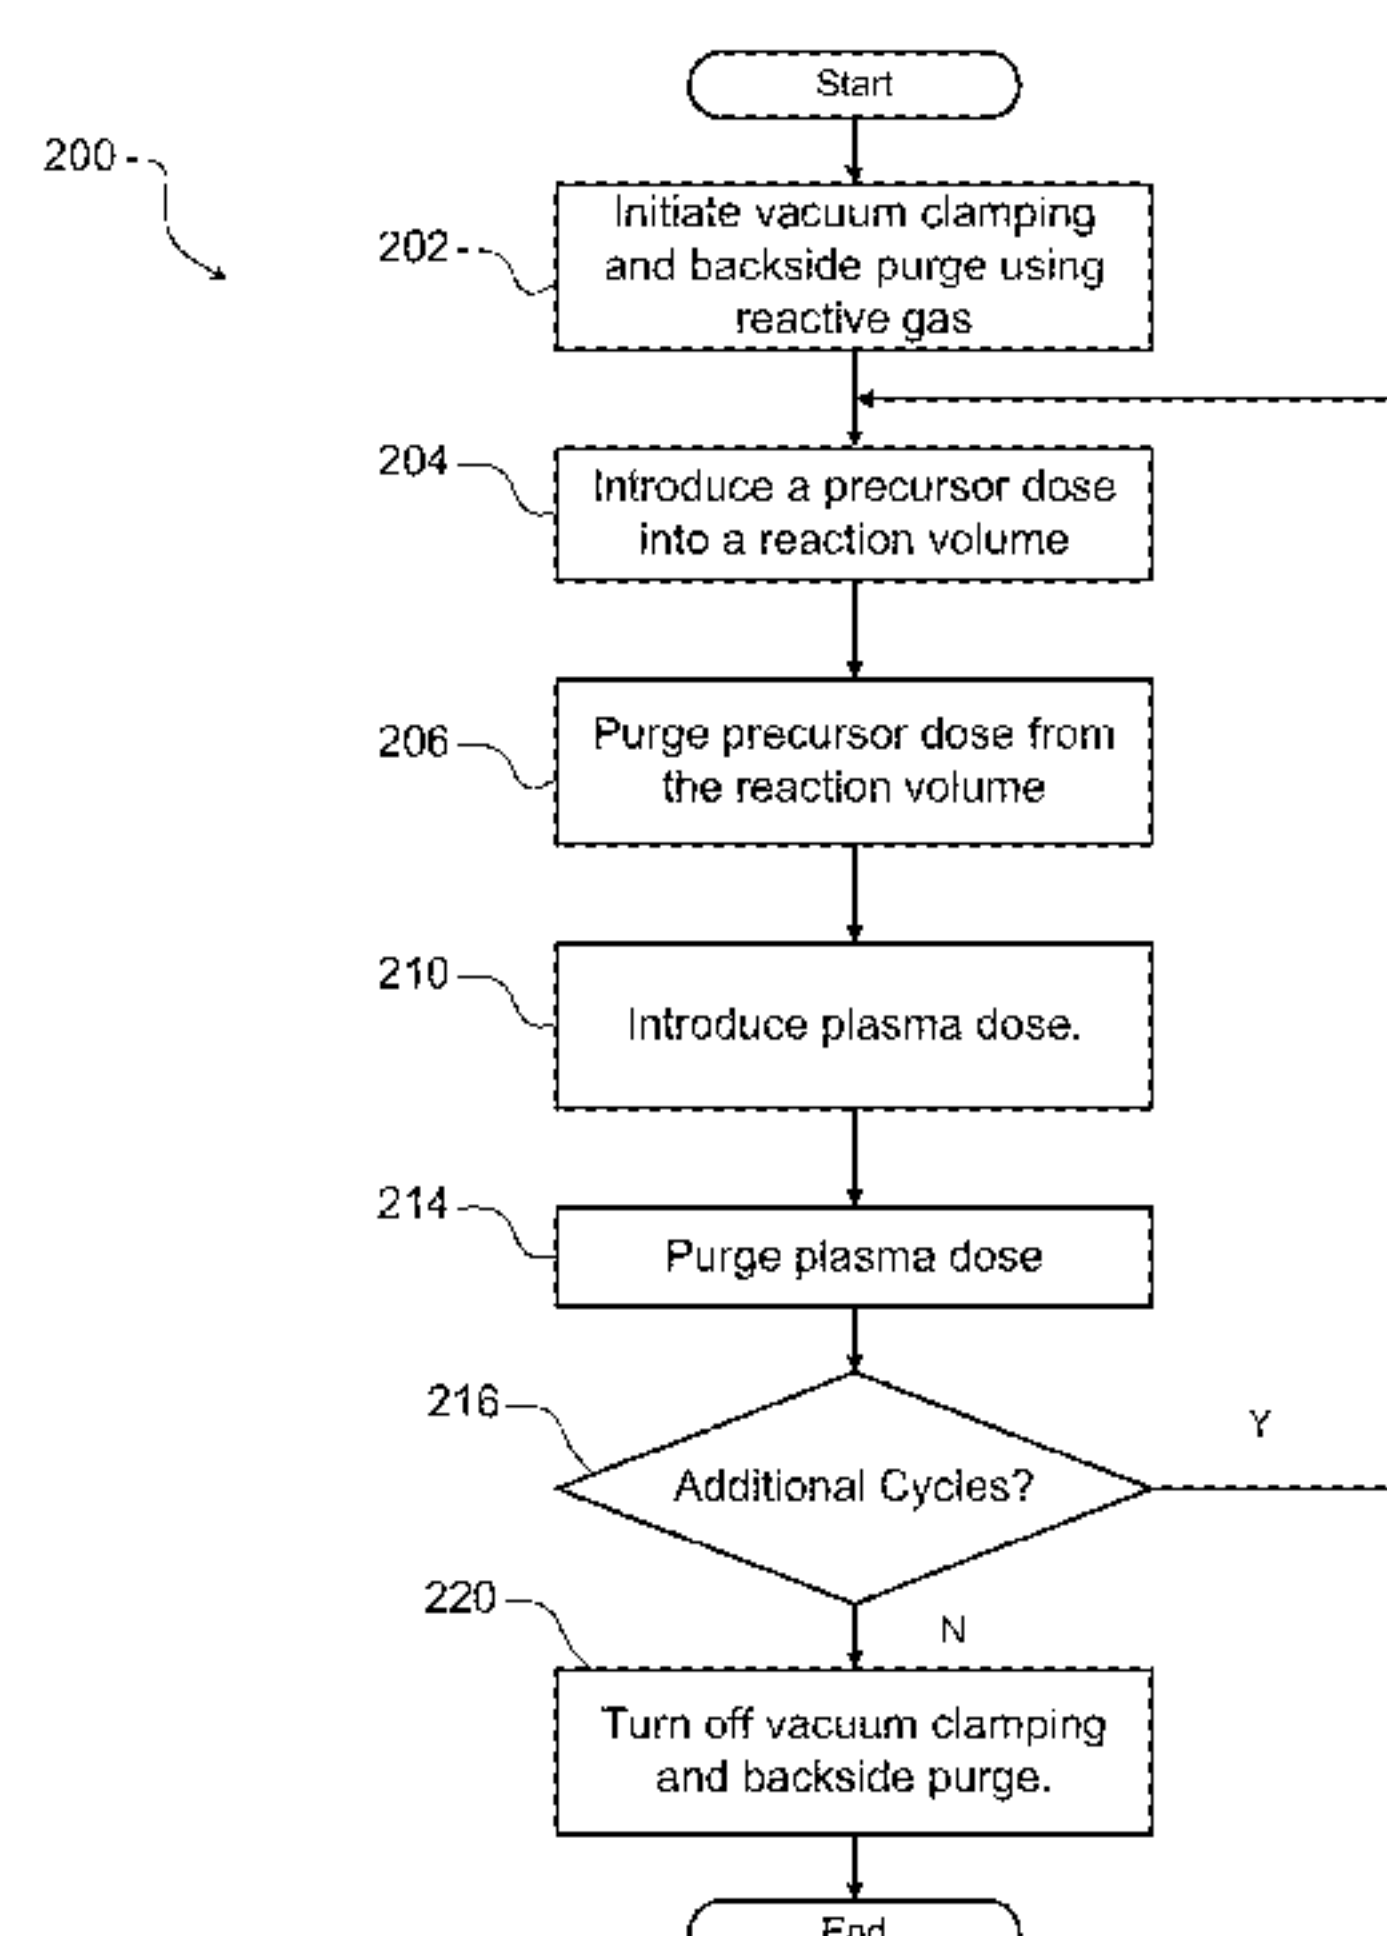 Start
200
202
Initiate vacuum clamping
and backside purge using
reactive gas
204
Introduce a precursor dose
into a reaction volume
206
Purge precursor dose from
the reaction volume
210
Introduce plasma dose.
214
Purge plasma dose
216
Additional Cycles?
Y
220
N
Turn off vacuum clamping
and backside purge.
End